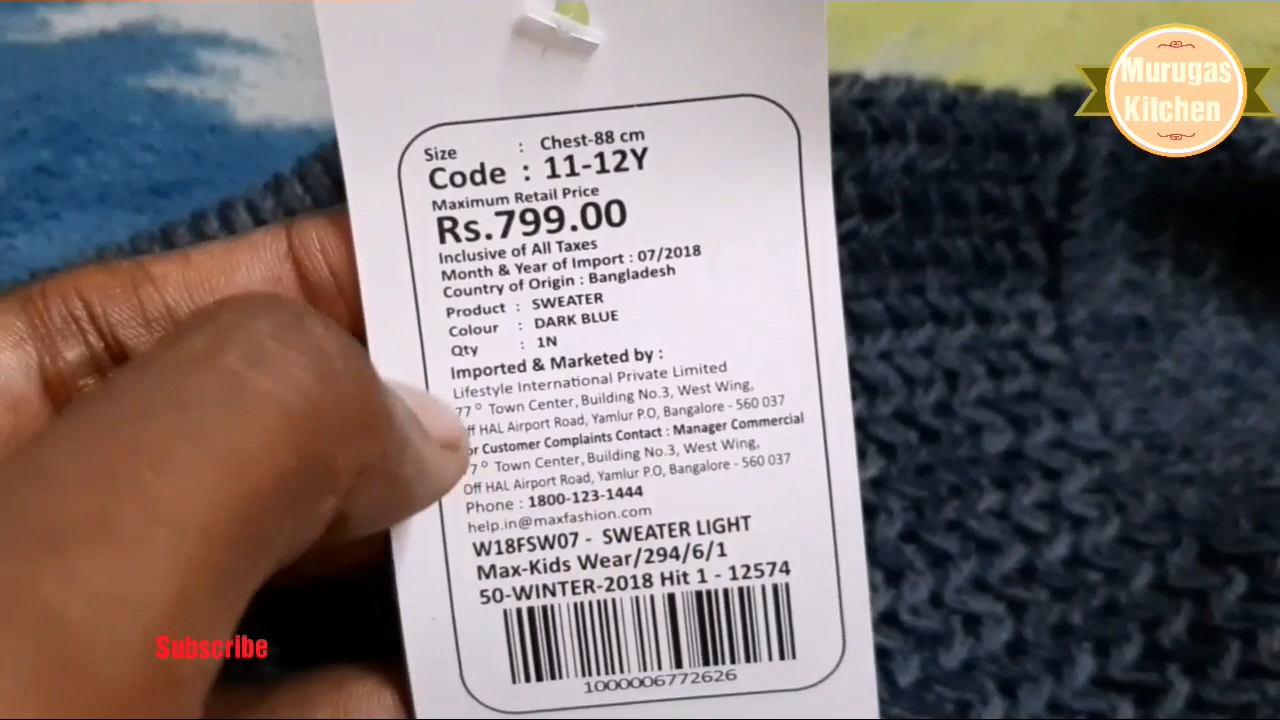 Murugas
Kitchen
Size : Chest-88 cm
Code : 11-12Y
Maximum Retail Price
Rs.799.00
Inclusive of All Taxes
Month & Year of Import : 07/2018
Country of Origin : Bangladesh
Product : SWEATER
Colour : DARK BLUE
Qty : 1N
Imported & Marketed by :
Lifestyle International Private Limited
77° Town Center, Building No.3, West Wing,
HAL Airport Road, Yamlur P.O, Bangalore - 560 037
Customer Complaints Contact : Manager Commercial
Town Center, Building No.3, West Wing,
Off HAL Airport Road, Yamlur P.O, Bangalore - 560 037
Phone : 1800-123-1444
help.in@maxfashion.com
W18FSW07 - SWEATER LIGHT
Max-Kids Wear/294/6/1
50-WINTER-2018 Hit 1 - 12574
1000006772626
Subscribe